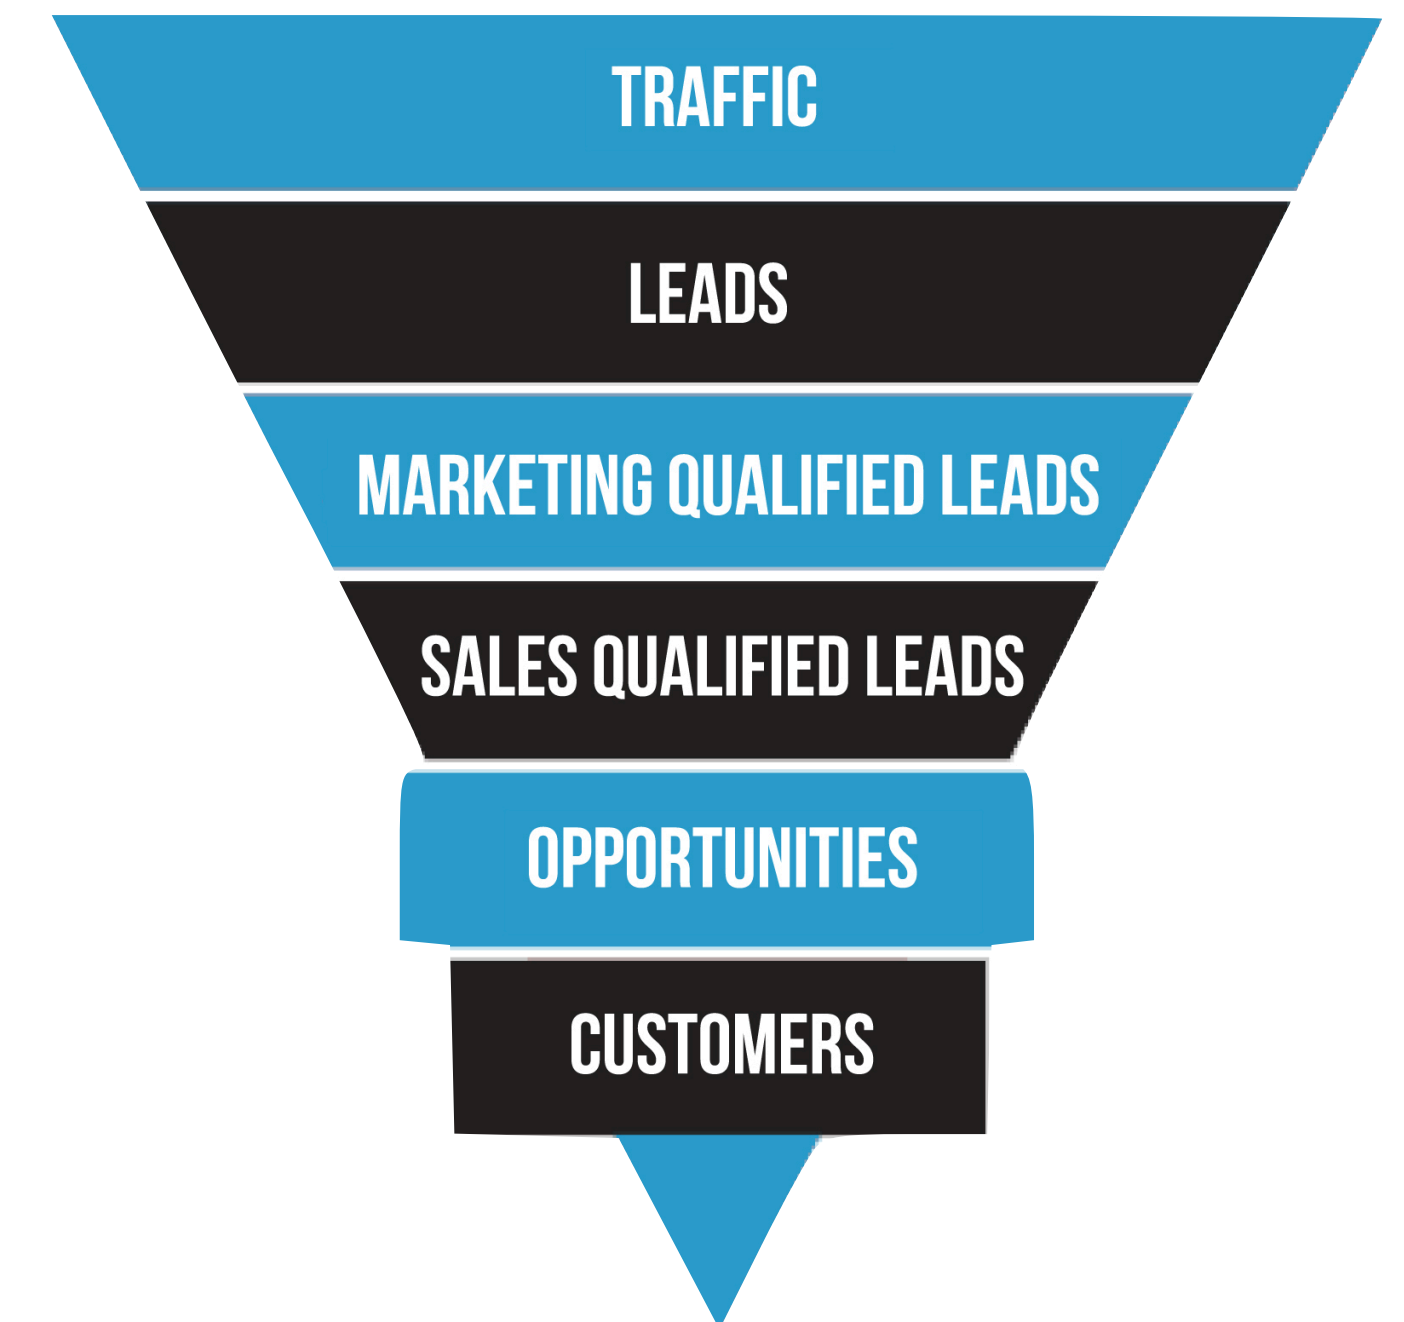 TRAFFIC
LEADS
MARKETING QUALIFIED LEADS
SALES QUALIFIED LEADS
OPPORTUNITIES
CUSTOMERS